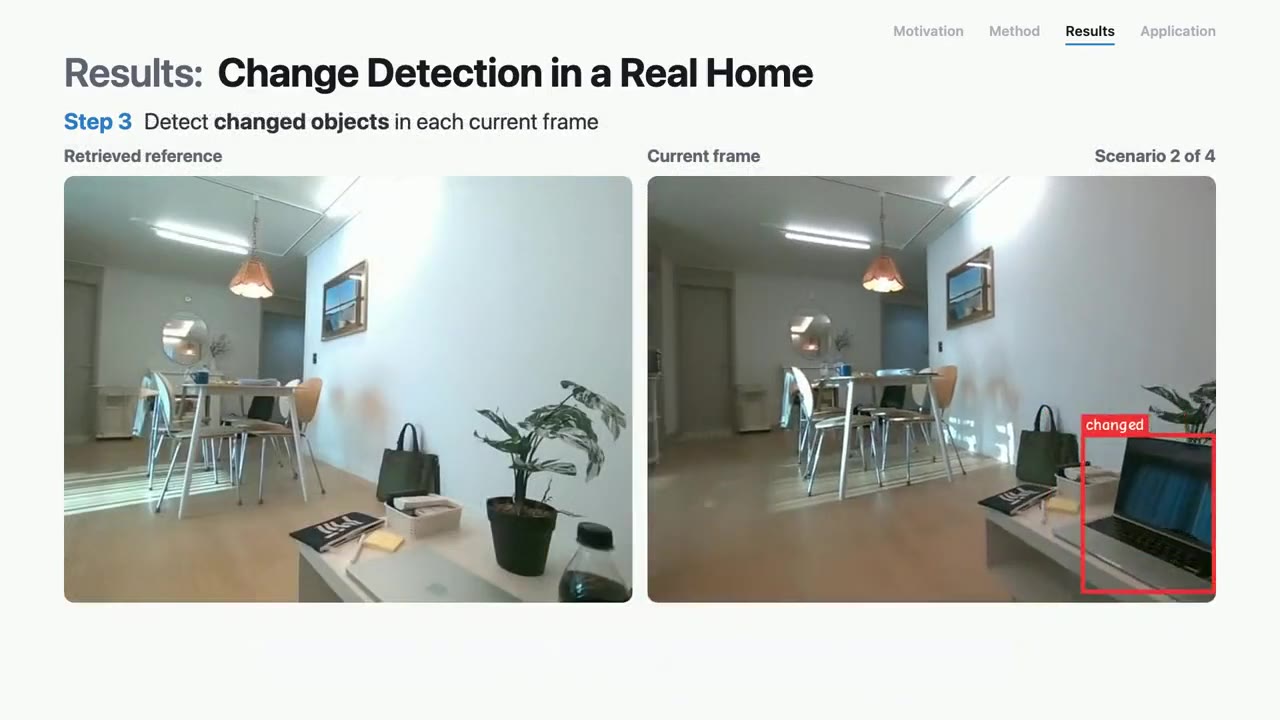 Motivation Method Results Application
Results: Change Detection in a Real Home
Step 3 Detect changed objects in each current frame
Retrieved reference
Current frame
Scenario 2 of 4
changed